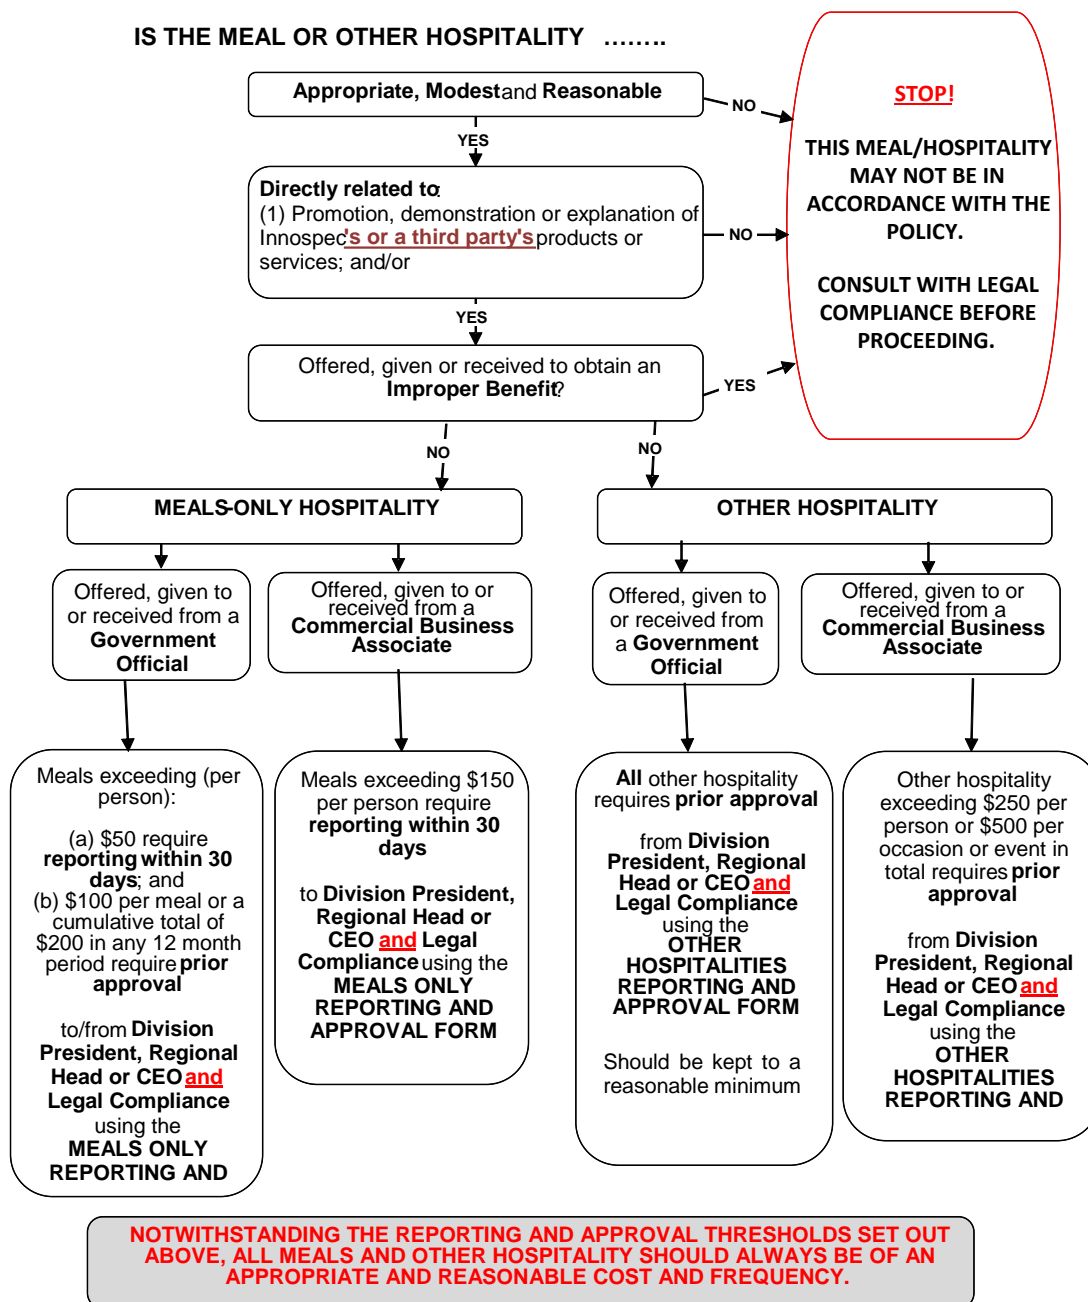 IS THE MEAL OR OTHER HOSPITALITY ........
Appropriate, Modest and Reasonable
NO
STOP!
THIS MEAL/HOSPITALITY
MAY NOT BE IN
ACCORDANCE WITH THE
POLICY.
CONSULT WITH LEGAL
COMPLIANCE BEFORE
PROCEEDING.
YES
Directly related to:
(1) Promotion, demonstration or explanation of
Innospec's or a third party's products or
services; and/or
NO
YES
Offered, given or received to obtain an
Improper Benefit?
YES
NO
NO
MEALS-ONLY HOSPITALITY
OTHER HOSPITALITY
Offered, given to
or received from a
Government
Official
Offered, given to or
received from a
Commercial Business
Associate
Offered, given to
or received from
a Government
Official
Offered, given to or
received from a
Commercial Business
Associate
Meals exceeding (per
person):
(a) $50 require
reporting within 30
days; and
(b) $100 per meal or a
cumulative total of
$200 in any 12 month
period require prior
approval
to/from Division
President, Regional
Head or CEO and
Legal Compliance
using the
MEALS ONLY
REPORTING AND
Meals exceeding $150
per person require
reporting within 30
days
to Division President,
Regional Head or
CEO and Legal
Compliance using the
MEALS ONLY
REPORTING AND
APPROVAL FORM
All other hospitality
requires prior approval
from Division
President, Regional
Head or CEO and
Legal Compliance
using the
OTHER
HOSPITALITIES
REPORTING AND
APPROVAL FORM
Should be kept to a
reasonable minimum
Other hospitality
exceeding $250 per
person or $500 per
occasion or event in
total requires prior
approval
from Division
President, Regional
Head or CEO and
Legal Compliance
using the
OTHER
HOSPITALITIES
REPORTING AND
NOTWITHSTANDING THE REPORTING AND APPROVAL THRESHOLDS SET OUT
ABOVE, ALL MEALS AND OTHER HOSPITALITY SHOULD ALWAYS BE OF AN
APPROPRIATE AND REASONABLE COST AND FREQUENCY.